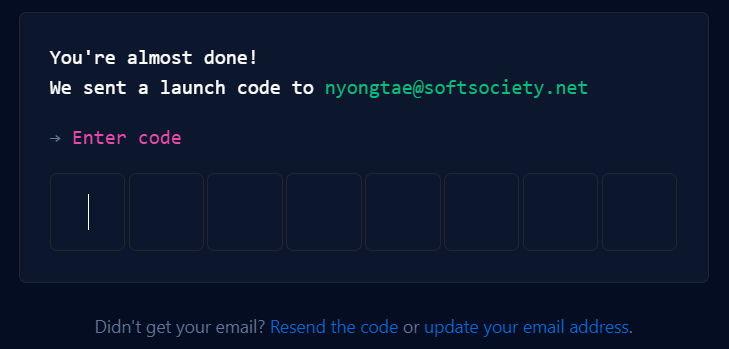 You're almost done!
We sent a launch code to nyongtae@softsociety.net
→ Enter code
Didn't get your email? Resend the code or update your email address.